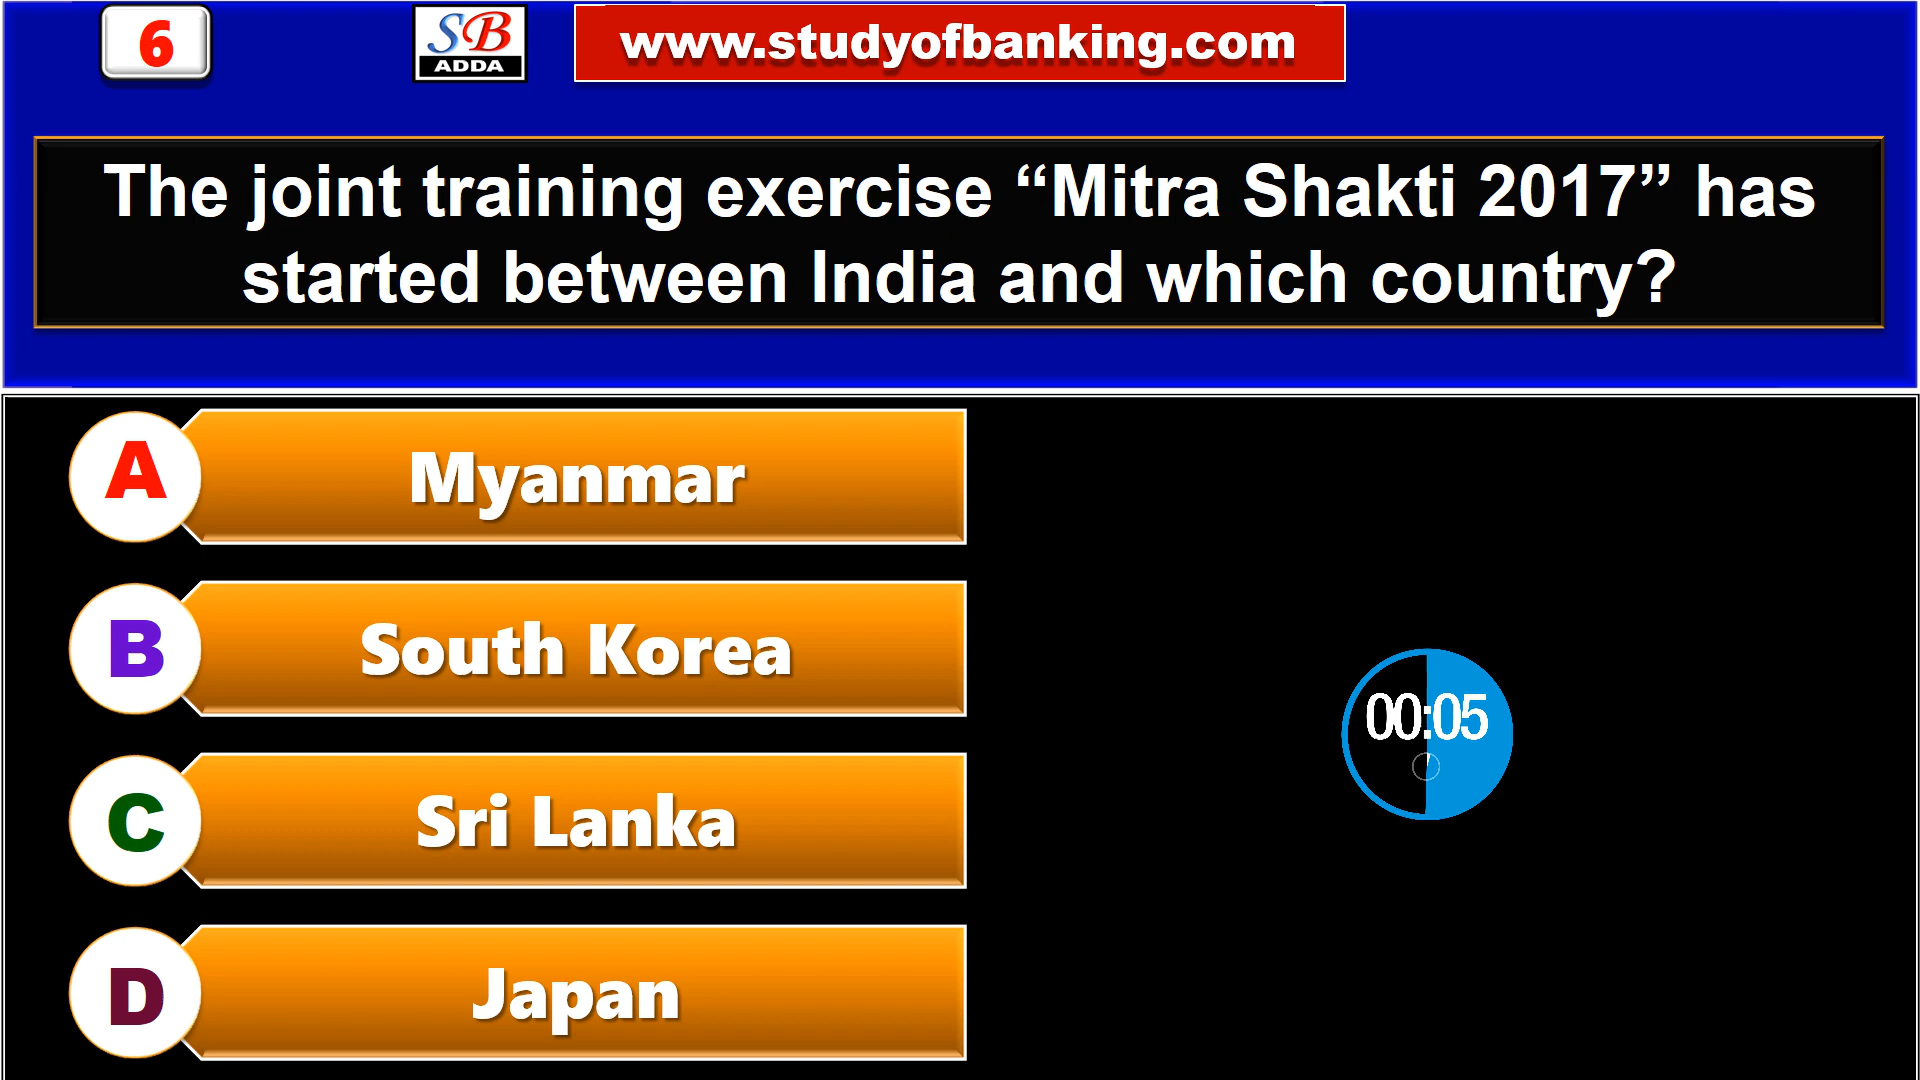 6
SB
ADDA
www.studyofbanking.com
The joint training exercise “Mitra Shakti 2017” has
started between India and which country?
A
Myanmar
B
South Korea
C
Sri Lanka
D
Japan
00:05